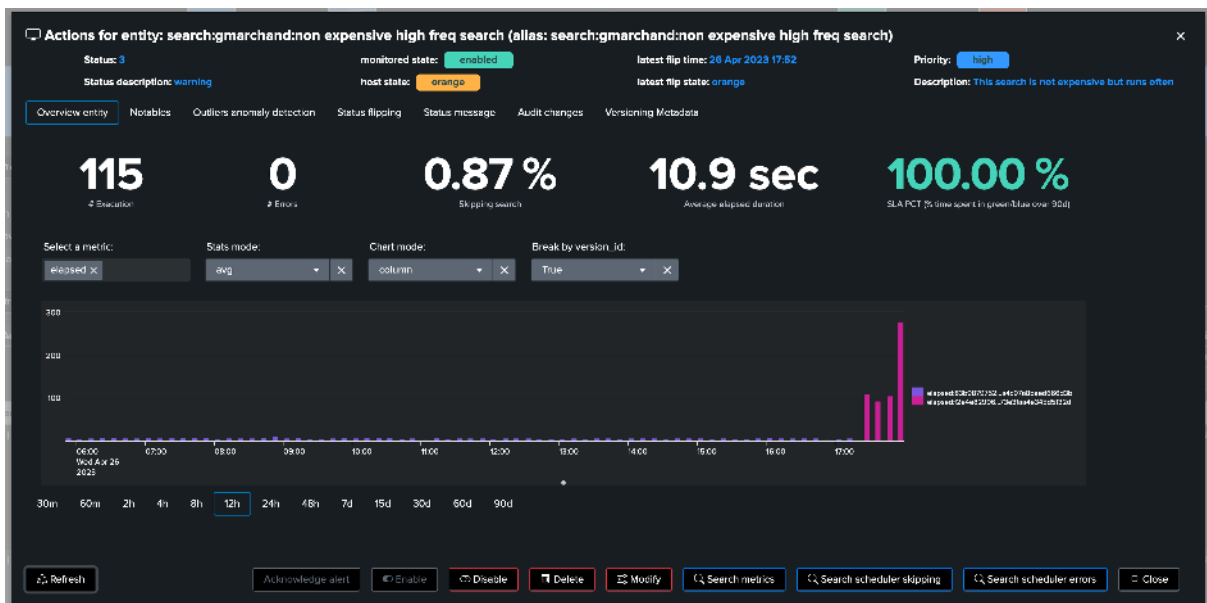 Actions for entity: search:gmarchand:non expensive high freq search (alias: search:gmarchand:non expensive high freq search)
Status: 3 monitored state: enabled latest flip time: 26 Apr 2023 17:52 Priority: high
Status description: warning host state: orange latest flip state: orange Description: This search is not expensive but runs often
Overview entity Notables Outliers anomaly detection Status flipping Status message Audit changes Versioning Metadata
115 0 0.87 % 10.9 sec 100.00 %
# Execution # Errors Skipping search Average elapsed duration SLA PCT (% time spent in green/blue over 90d)
Select a metric: Stats mode: Chart mode: Break by version_id:
elapsed × avg × column × True ×
300
200
100
06:00 07:00 08:00 09:00 10:00 11:00 12:00 13:00 14:00 15:00 16:00 17:00
Wed Apr 26
2023
30m 60m 2h 4h 8h 12h 24h 48h 7d 15d 30d 60d 90d
Refresh Acknowledge alert Enable Disable Delete Modify Search metrics Search scheduler skipping Search scheduler errors Close